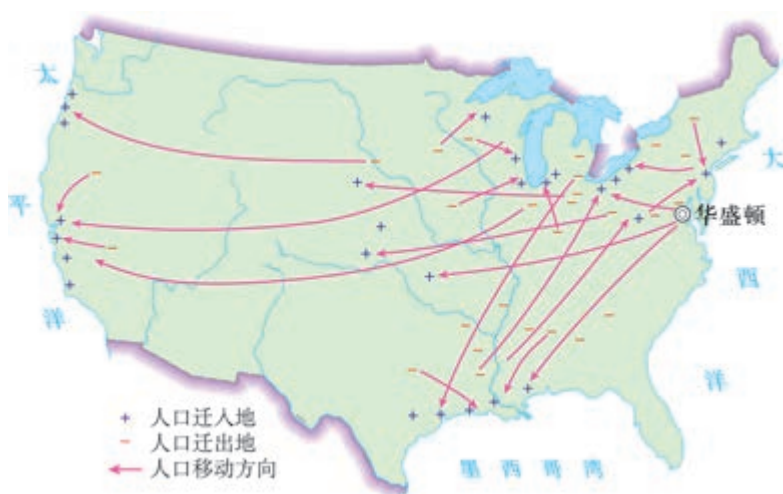 太
平
洋
大
西
洋
华盛顿
墨西哥湾
+ 人口迁入地
− 人口迁出地
人口移动方向